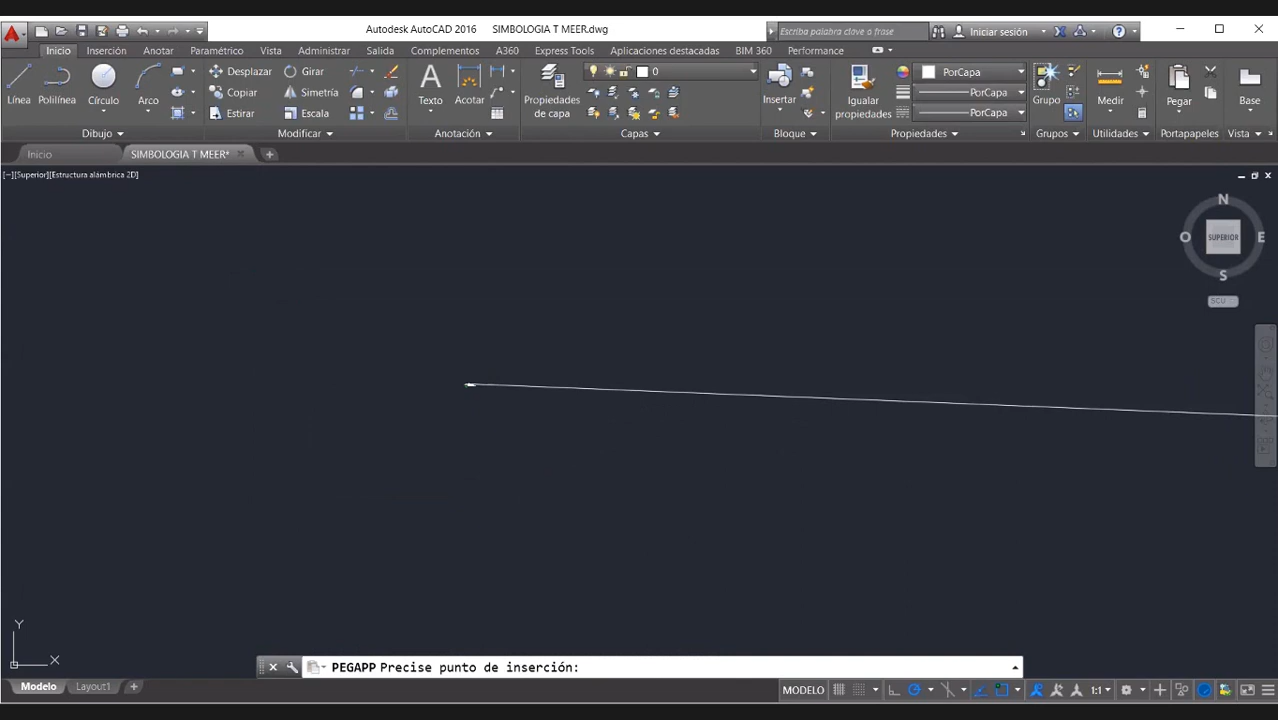 Autodesk AutoCAD 2016 SIMBOLOGIA T MEER.dwg
Escriba palabra clave o frase
Iniciar sesión
Inicio Inserción Anotar Paramétrico Vista Administrar Salida Complementos A360 Express Tools Aplicaciones destacadas BIM 360 Performance
Línea Polilínea Círculo Arco
Desplazar Girar
Copiar Simetría
Estirar Escala
Texto Acotar
Propiedades de capa
0
Insertar
Igualar propiedades
PorCapa
PorCapa
PorCapa
Grupo
Medir
Pegar
Base
Dibujo Modificar Anotación Capas Bloque Propiedades Grupos Utilidades Portapapeles Vista
Inicio SIMBOLOGIA T MEER*
[−][Superior][Estructura alámbrica 2D]
N
O SUPERIOR E
S
SCU
Y
X
PEGAPP Precise punto de inserción:
Modelo Layout1
MODELO 1:1